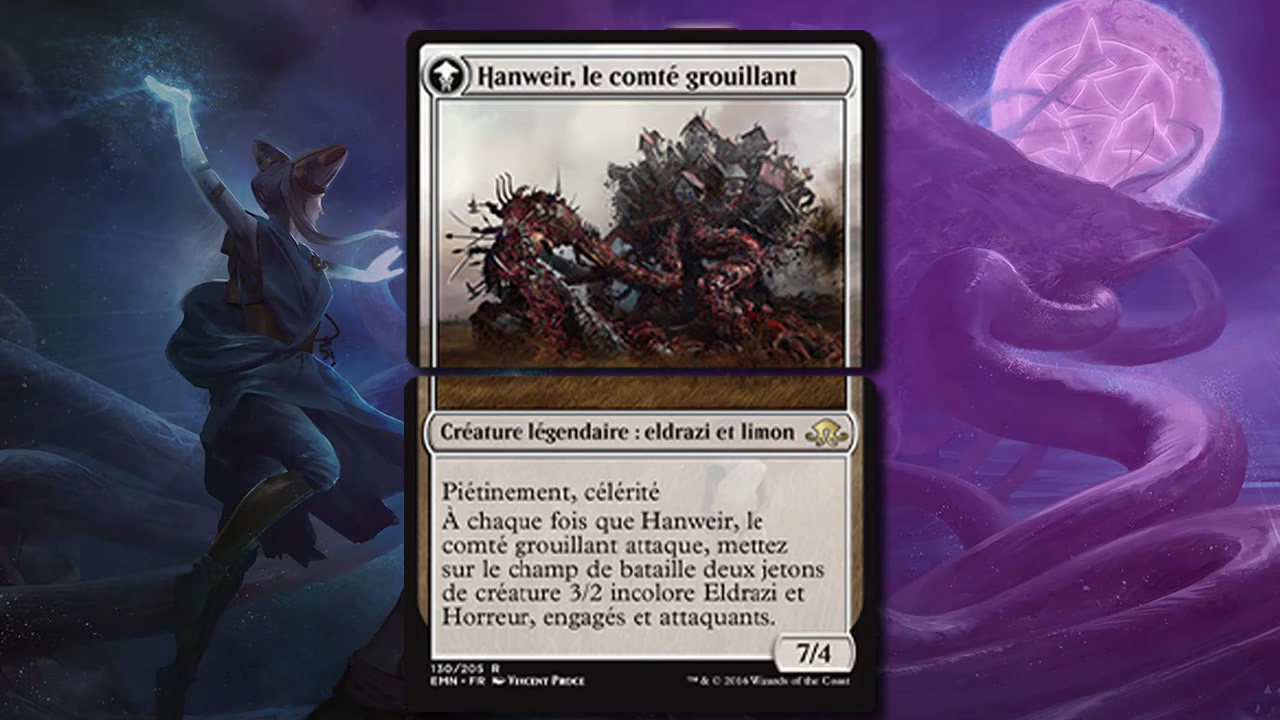 Hanweir, le comté grouillant
Créature légendaire : eldrazi et limon
Piétinement, célérité
À chaque fois que Hanweir, le
comté grouillant attaque, mettez
sur le champ de bataille deux jetons
de créature 3/2 incolore Eldrazi et
Horreur, engagés et attaquants.
7/4
130/205 R
EMN • FR Vincent Proce
™ & © 2016 Wizards of the Coast